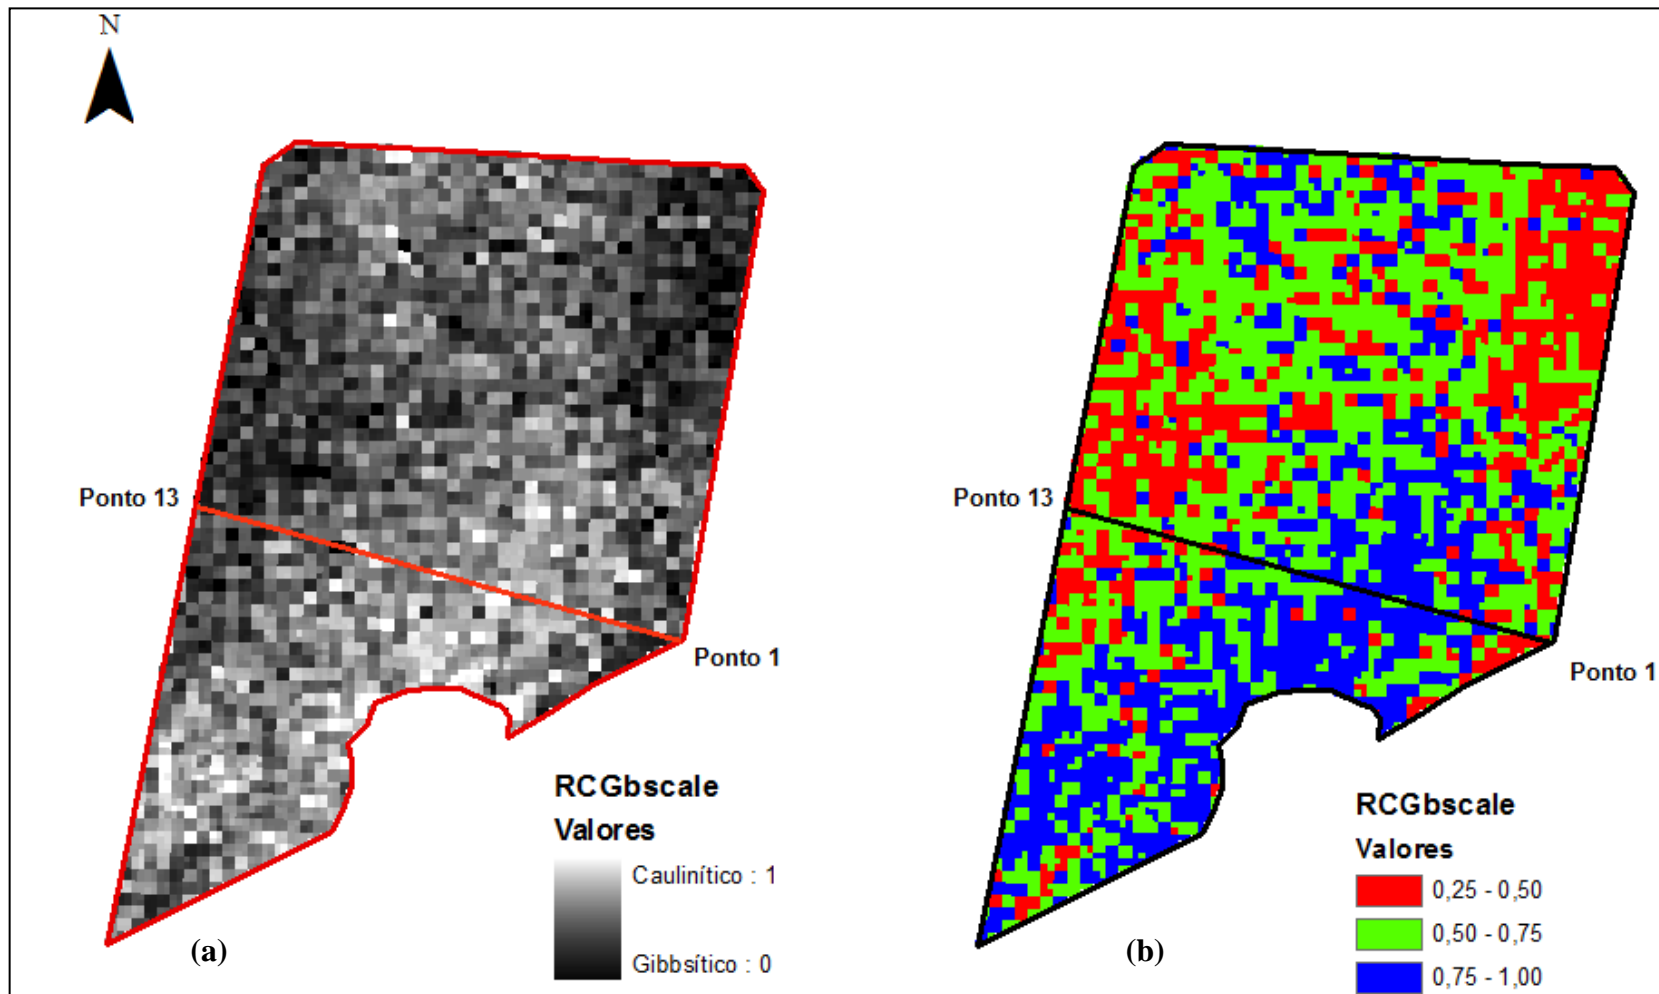 N
Ponto 13
Ponto 1
RCGbscale
Valores
Caulinítico : 1
Gibbsítico : 0
(a)
Ponto 13
Ponto 1
RCGbscale
Valores
0,25 - 0,50
0,50 - 0,75
0,75 - 1,00
(b)